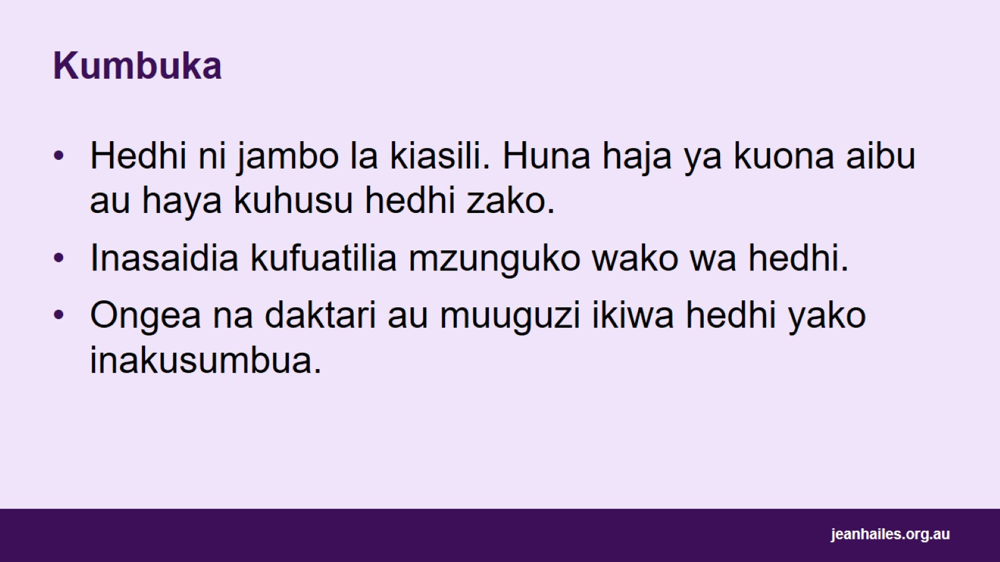 Kumbuka
• Hedhi ni jambo la kiasili. Huna haja ya kuona aibu
au haya kuhusu hedhi zako.
• Inasaidia kufuatilia mzunguko wako wa hedhi.
• Ongea na daktari au muuguzi ikiwa hedhi yako
inakusumbua.
jeanhailes.org.au